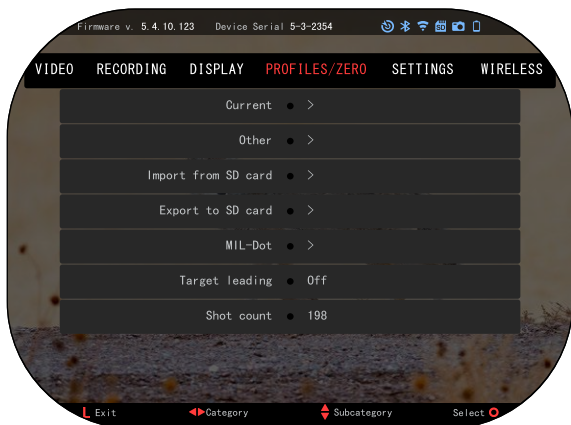 Firmware v. 5.4.10.123 Device Serial 5-3-2354 SD
VIDEO RECORDING DISPLAY PROFILES/ZERO SETTINGS WIRELESS
Current >
Other >
Import from SD card >
Export to SD card >
MIL-Dot >
Target leading Off
Shot count 198
L Exit Category Subcategory Select